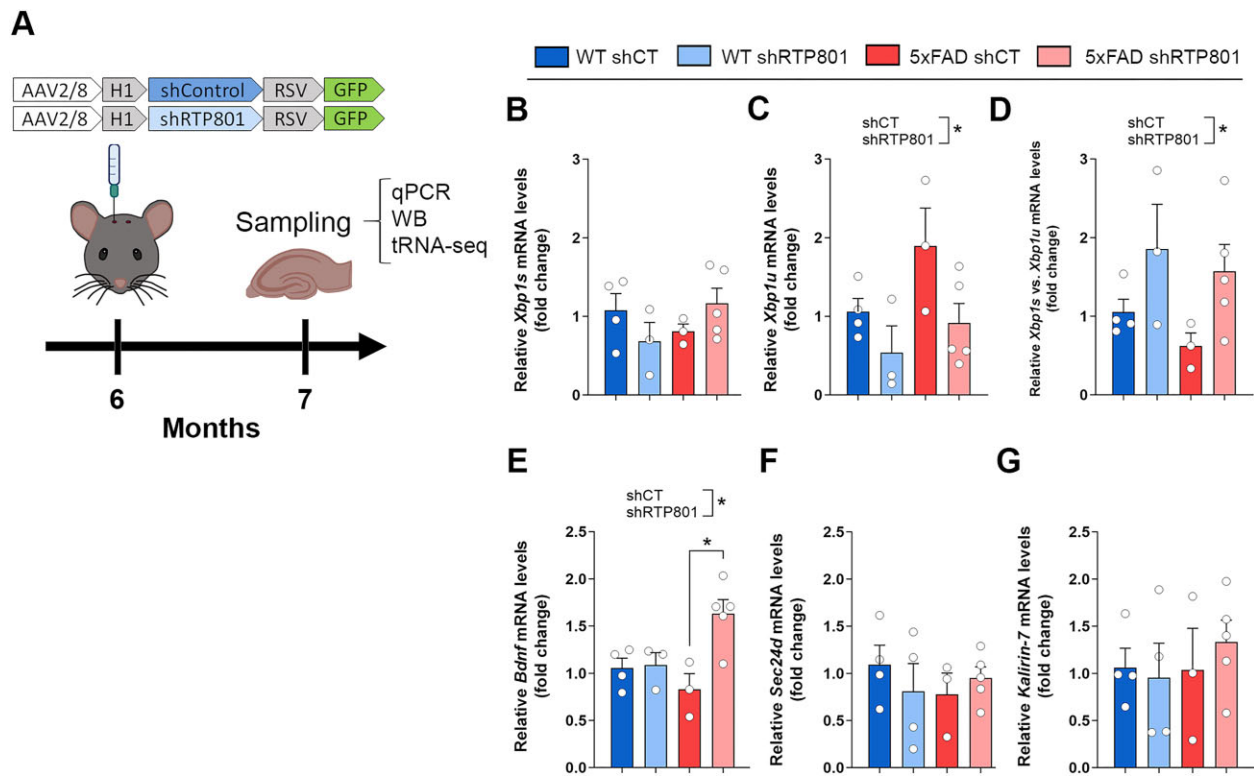 A
AAV2/8 H1 shControl RSV GFP
AAV2/8 H1 shRTP801 RSV GFP
Sampling
qPCR
WB
tRNA-seq
6 7
Months
WT shCT WT shRTP801 5xFAD shCT 5xFAD shRTP801
B
Relative Xbp1s mRNA levels
(fold change)
3
2
1
0
C
shCT
shRTP801
*
Relative Xbp1u mRNA levels
(fold change)
3
2
1
0
D
shCT
shRTP801
*
Relative Xbp1s vs. Xbp1u mRNA levels
(fold change)
3
2
1
0
E
shCT
shRTP801
*
*
Relative Bdnf mRNA levels
(fold change)
2.5
2.0
1.5
1.0
0.5
0.0
F
Relative Sec24d mRNA levels
(fold change)
2.5
2.0
1.5
1.0
0.5
0.0
G
Relative Kalirin-7 mRNA levels
(fold change)
2.5
2.0
1.5
1.0
0.5
0.0